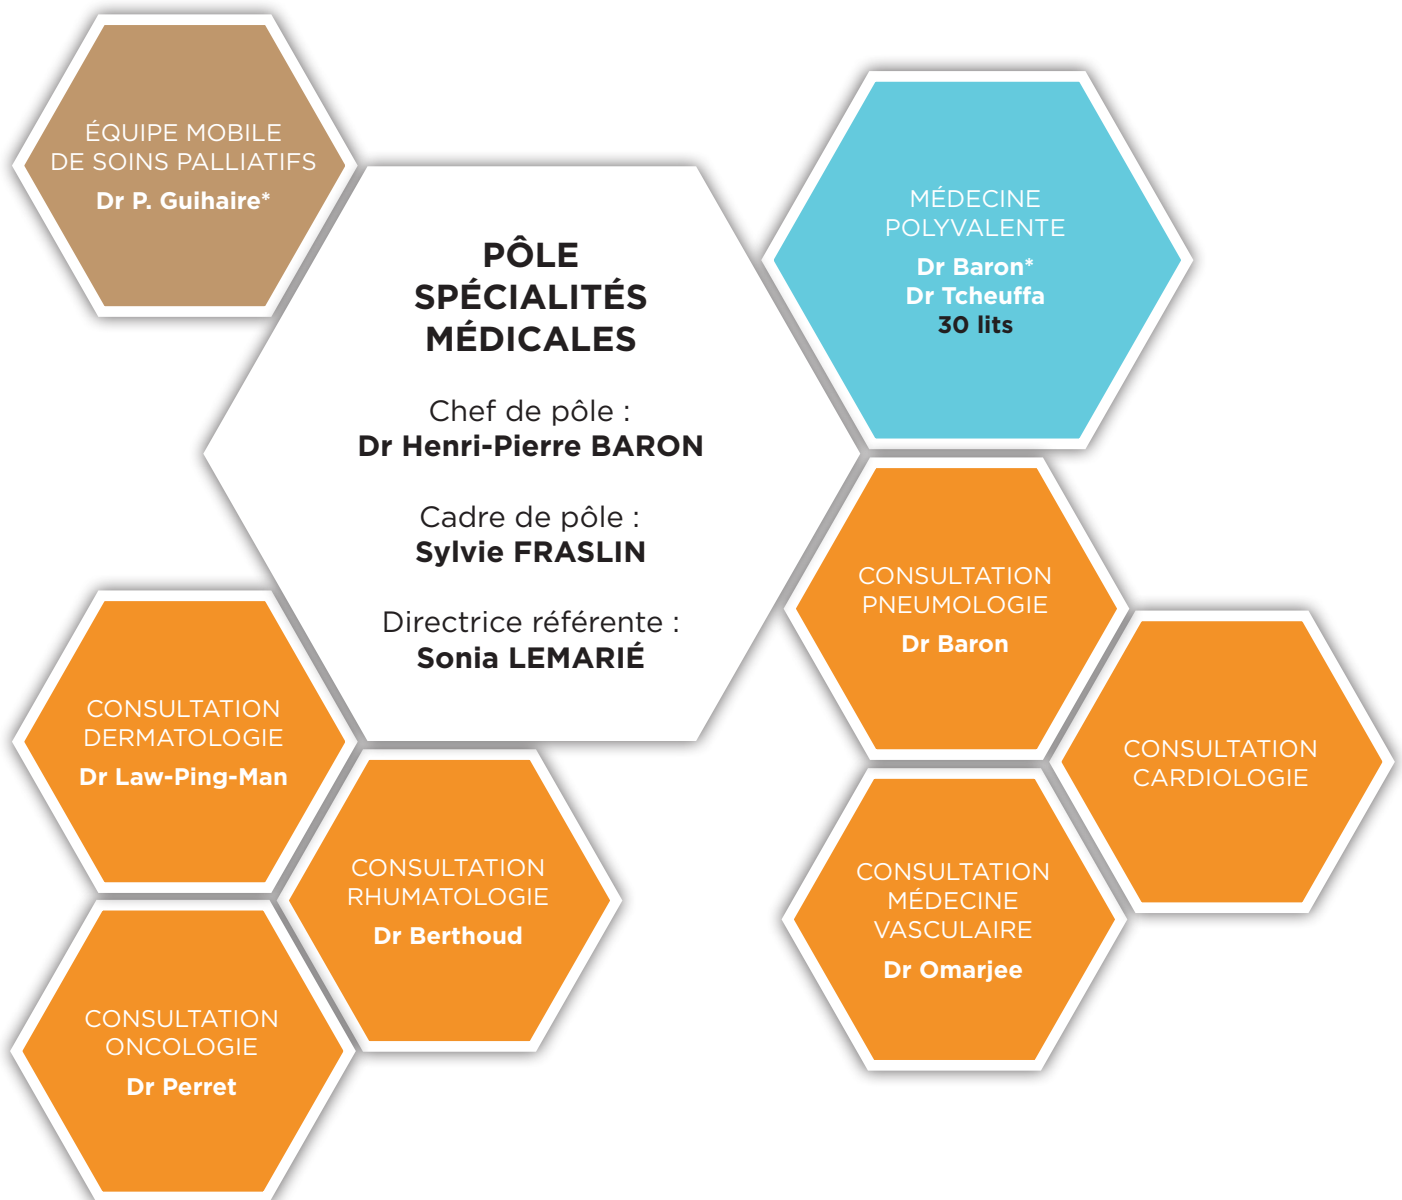 ÉQUIPE MOBILE
DE SOINS PALLIATIFS
Dr P. Guihaire*
PÔLE
SPÉCIALITÉS
MÉDICALES
Chef de pôle :
Dr Henri-Pierre BARON
Cadre de pôle :
Sylvie FRASLIN
Directrice référente :
Sonia LEMARIÉ
MÉDECINE
POLYVALENTE
Dr Baron*
Dr Tcheuffa
30 lits
CONSULTATION
PNEUMOLOGIE
Dr Baron
CONSULTATION
CARDIOLOGIE
CONSULTATION
MÉDECINE
VASCULAIRE
Dr Omarjee
CONSULTATION
DERMATOLOGIE
Dr Law-Ping-Man
CONSULTATION
RHUMATOLOGIE
Dr Berthoud
CONSULTATION
ONCOLOGIE
Dr Perret